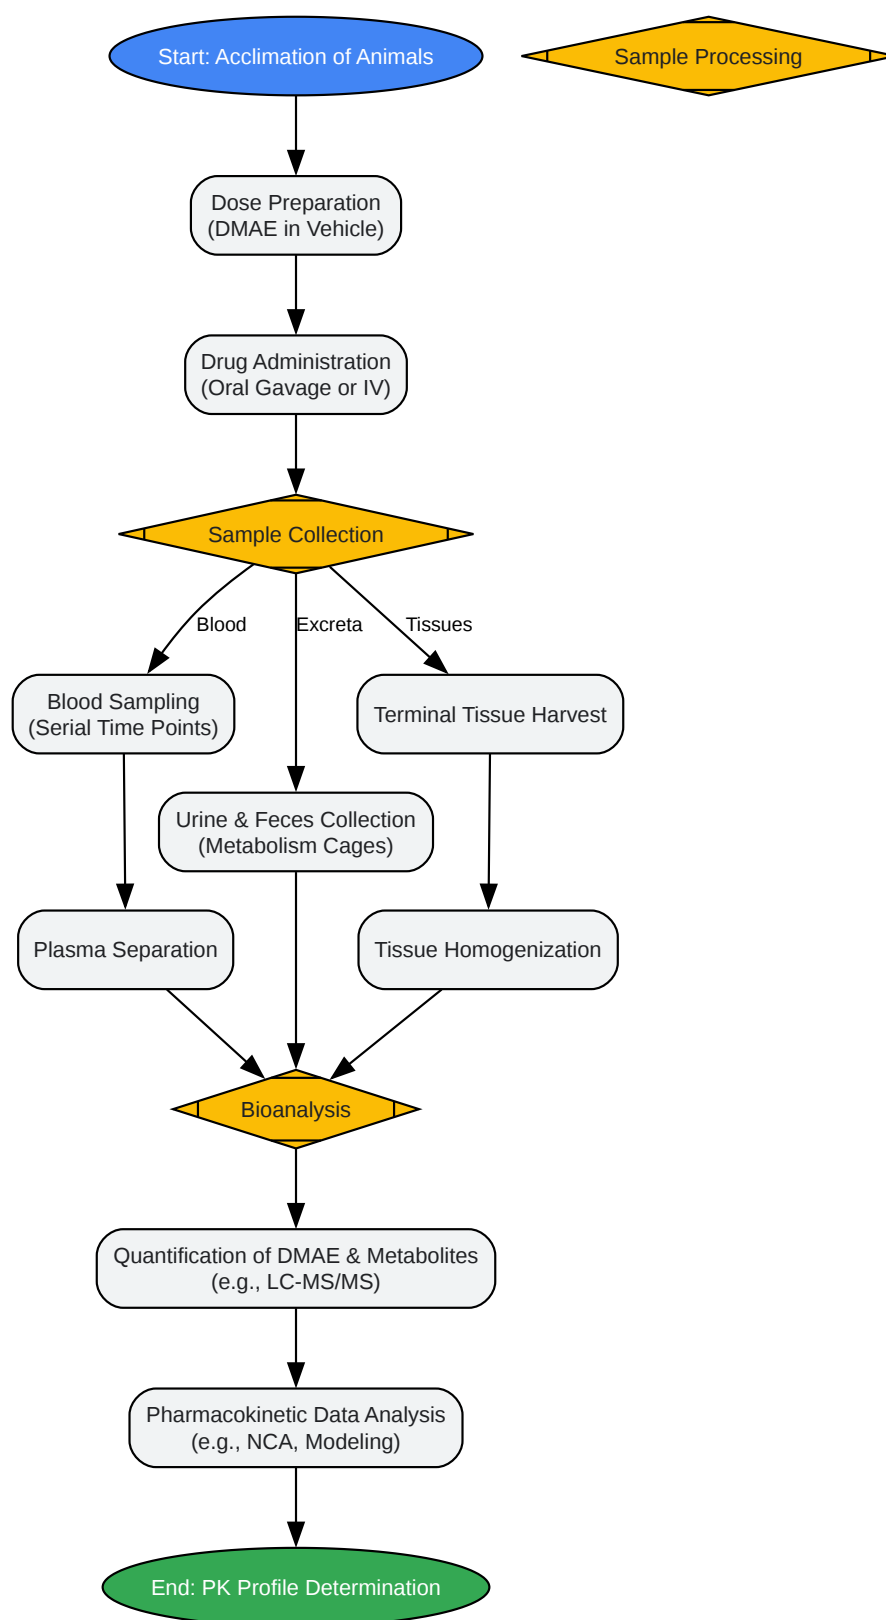 Start: Acclimation of Animals
Sample Processing
Dose Preparation
(DMAE in Vehicle)
Drug Administration
(Oral Gavage or IV)
Sample Collection
Blood
Excreta
Tissues
Blood Sampling
(Serial Time Points)
Terminal Tissue Harvest
Urine & Feces Collection
(Metabolism Cages)
Plasma Separation
Tissue Homogenization
Bioanalysis
Quantification of DMAE & Metabolites
(e.g., LC-MS/MS)
Pharmacokinetic Data Analysis
(e.g., NCA, Modeling)
End: PK Profile Determination